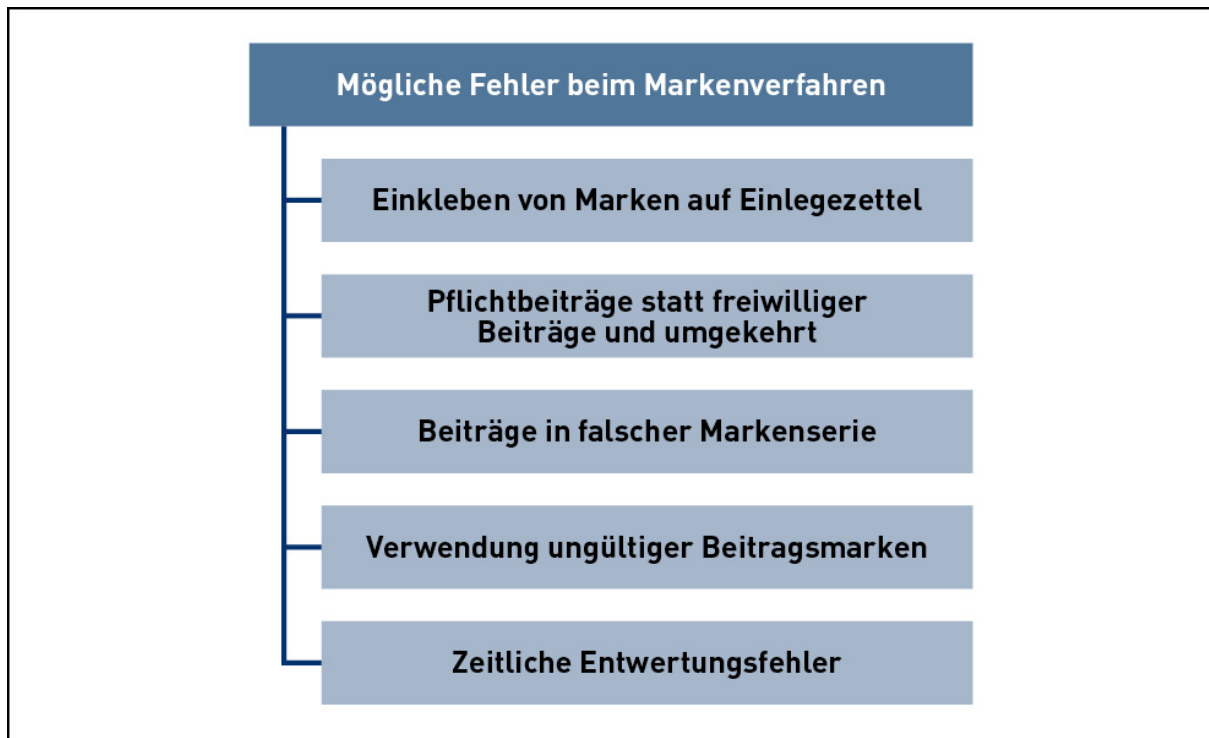 Mögliche Fehler beim Markenverfahren
Einkleben von Marken auf Einlegezettel
Pflichtbeiträge statt freiwilliger
Beiträge und umgekehrt
Beiträge in falscher Markenserie
Verwendung ungültiger Beitragsmarken
Zeitliche Entwertungsfehler